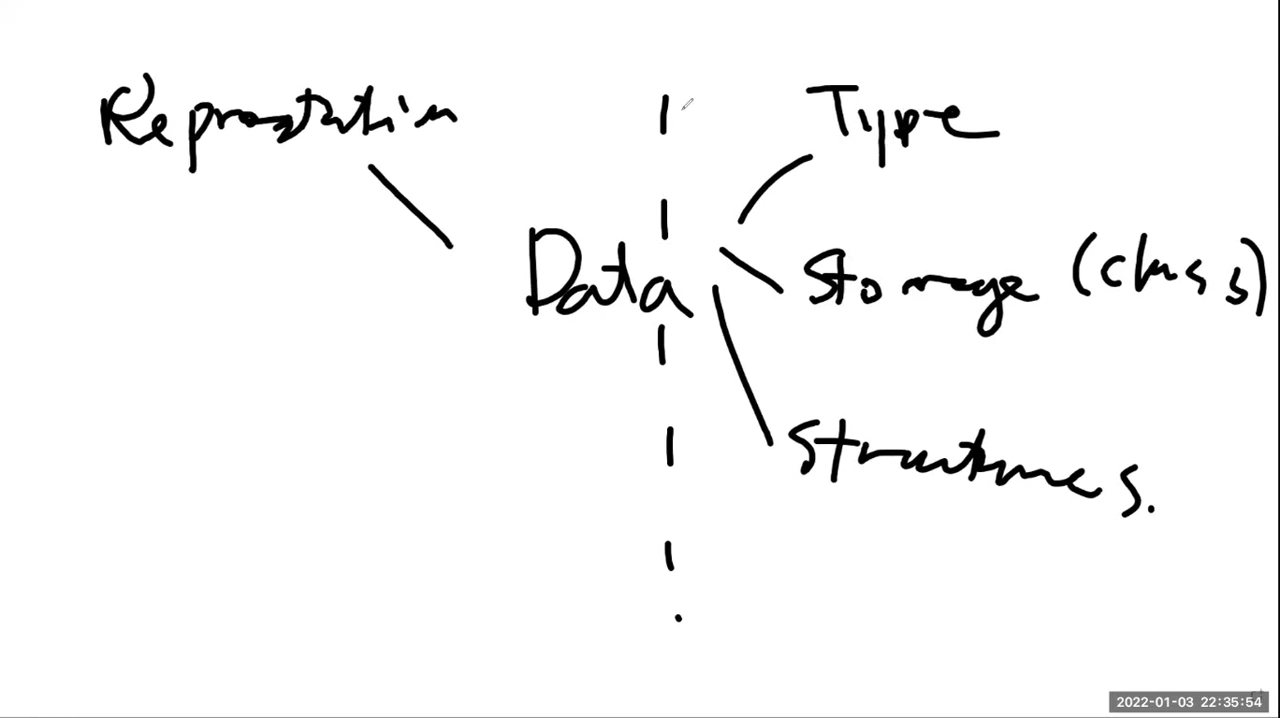 Representation
Type
Data
Storage (class)
Structures.
2022-01-03 22:35:54